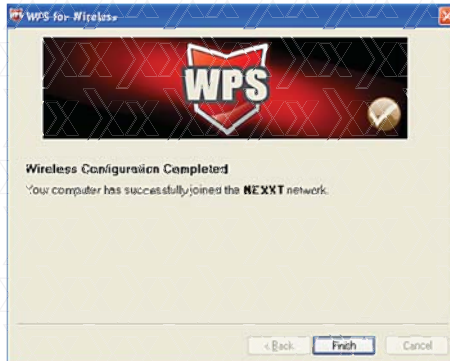 WPS for Wireless
WPS
Wireless Configuration Completed
Your computer has successfully joined the NEXXT network.
< Back
Finish
Cancel